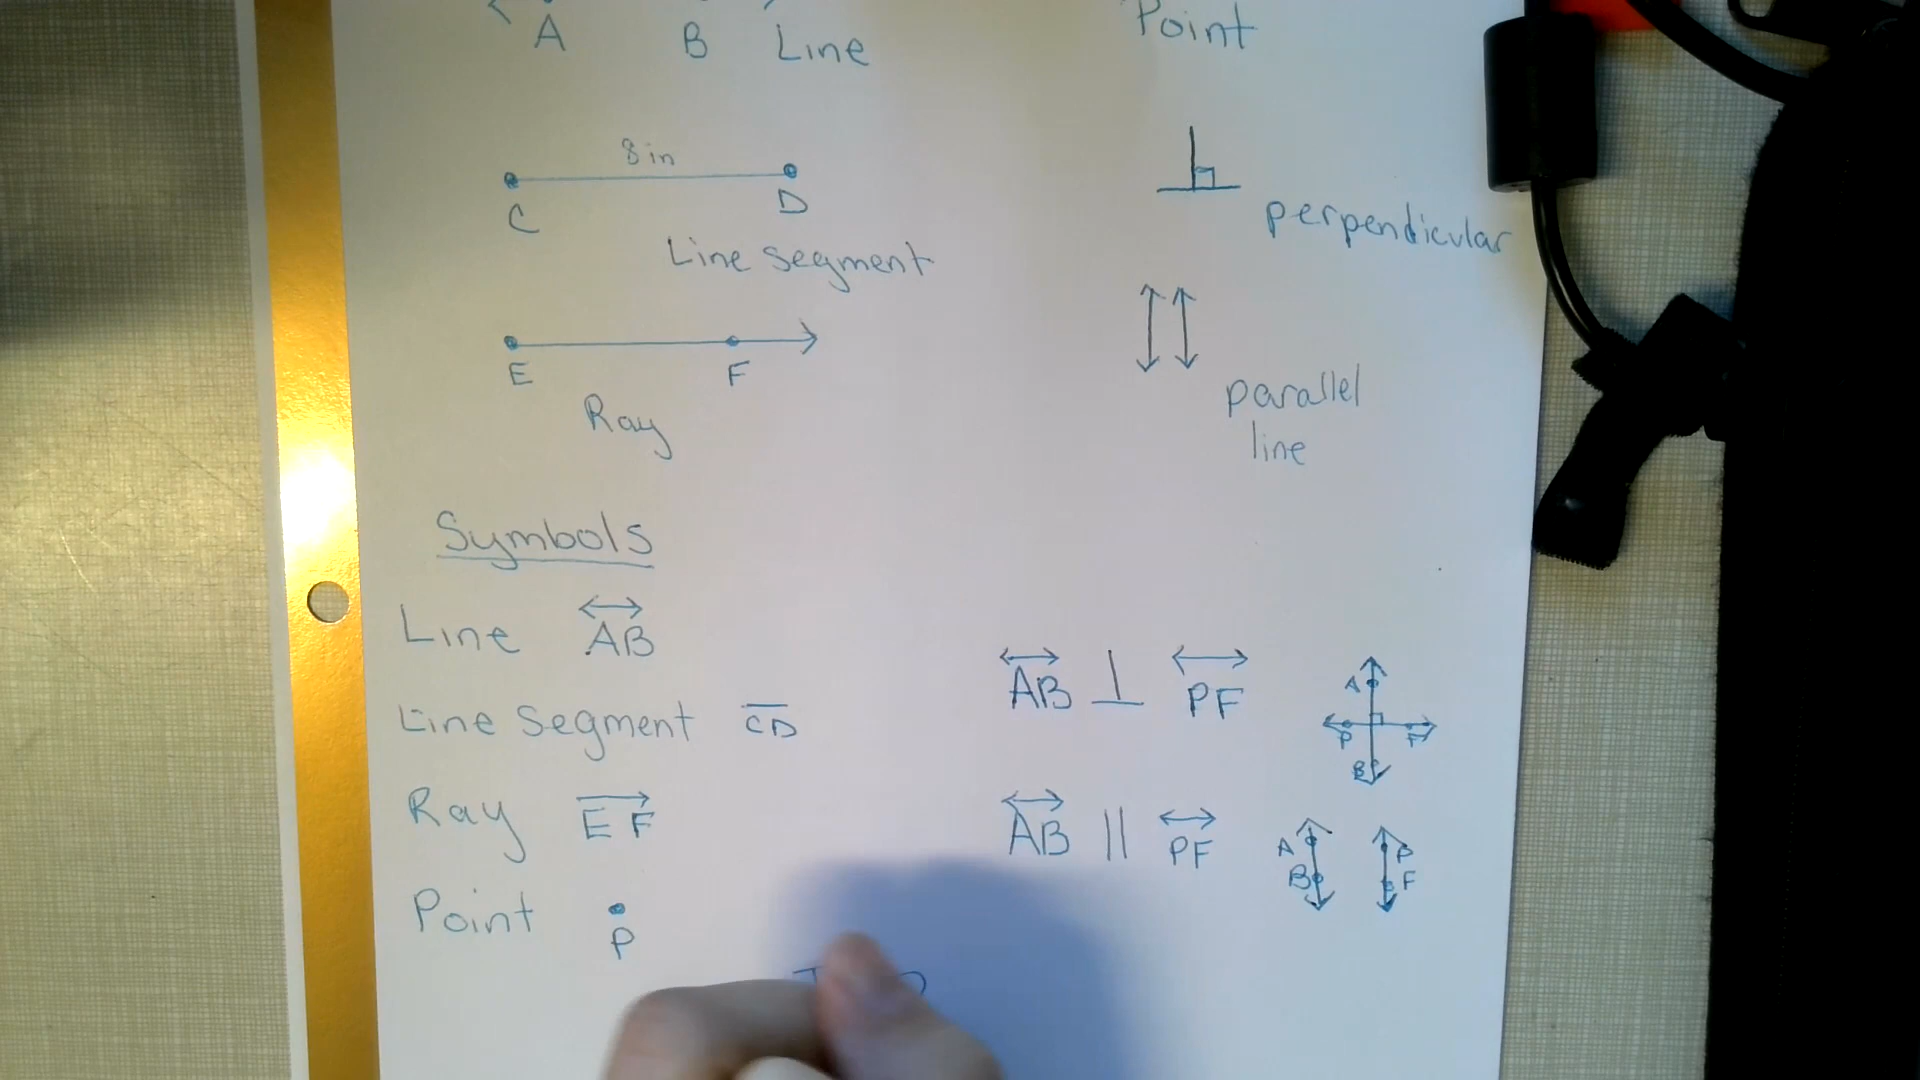 A B Line
Point
8 in
C D
Line Segment
perpendicular
E F
Ray
parallel
line
Symbols
Line AB
Line Segment CD
Ray EF
Point P
AB ⊥ PF
A
P F
B
AB || PF
A P
B F